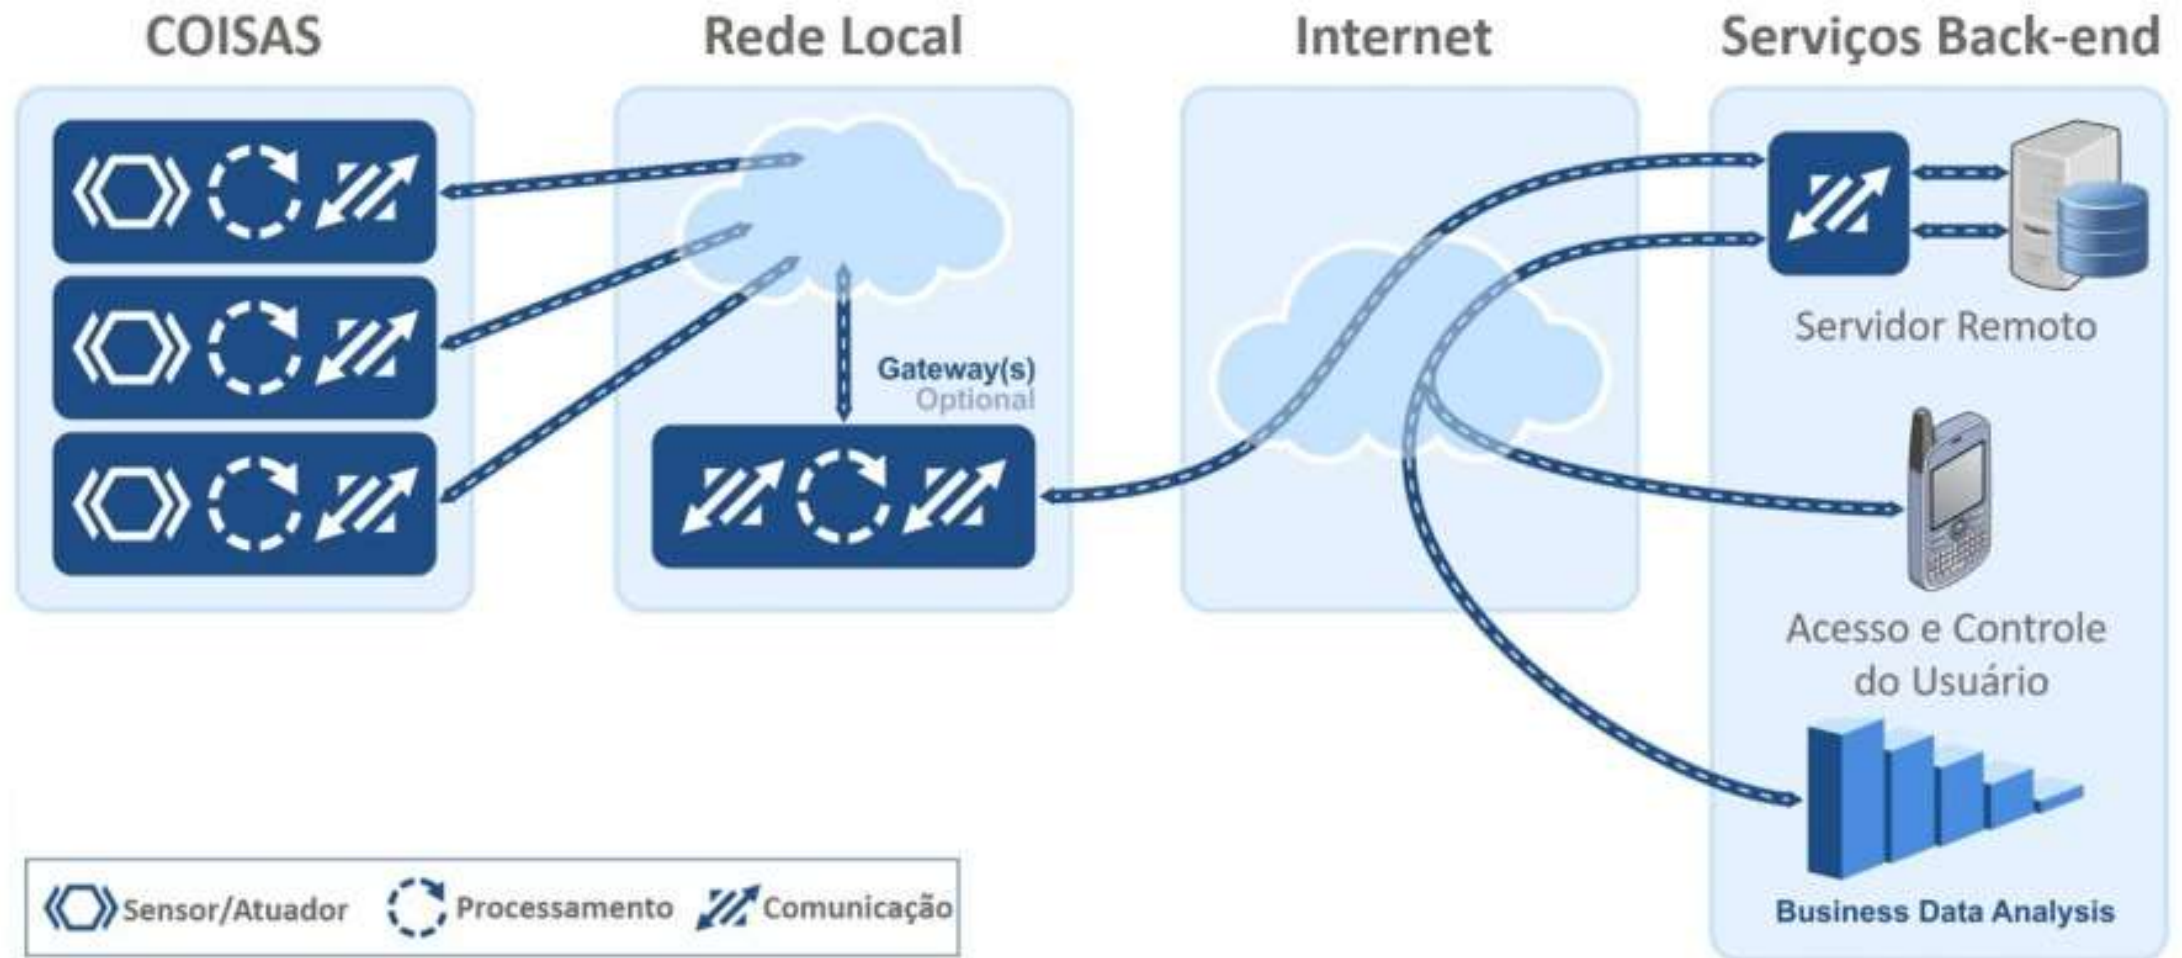 COISAS
Rede Local
Internet
Serviços Back-end
Gateway(s)
Optional
Servidor Remoto
Acesso e Controle
do Usuário
Business Data Analysis
Sensor/Atuador
Processamento
Comunicação